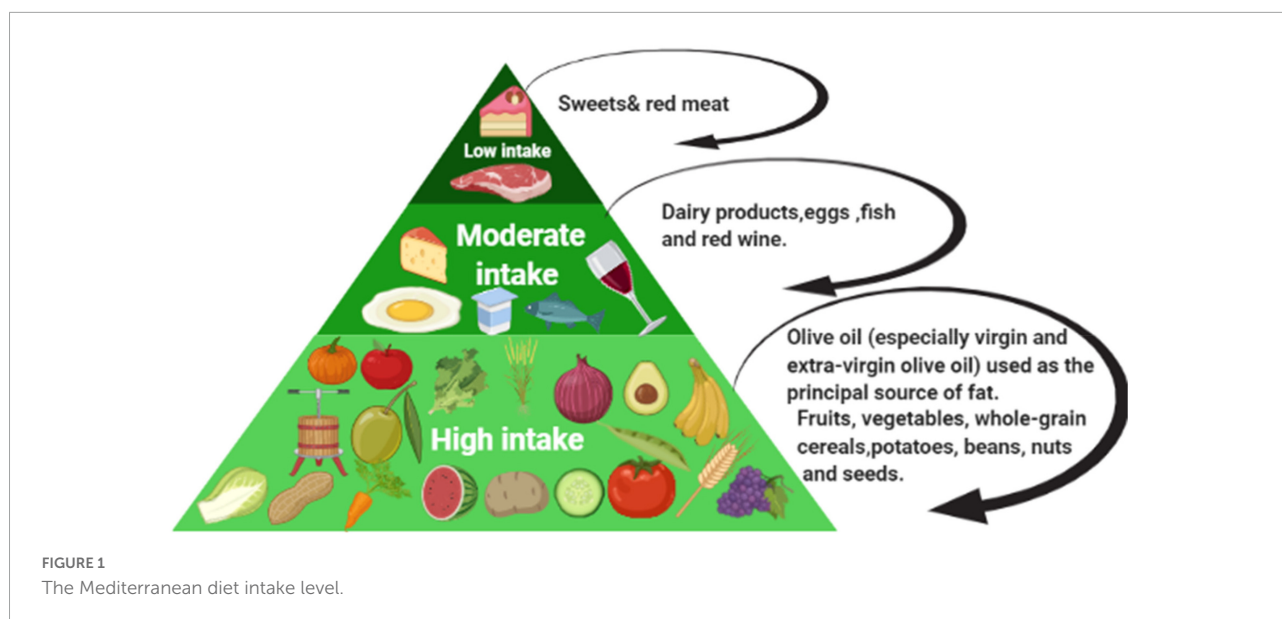 Sweets& red meat
Low intake
Dairy products,eggs ,fish
and red wine.
Moderate
intake
Olive oil (especially virgin and
extra-virgin olive oil) used as the
principal source of fat.
Fruits, vegetables, whole-grain
cereals,potatoes, beans, nuts
and seeds.
High intake
FIGURE 1
The Mediterranean diet intake level.